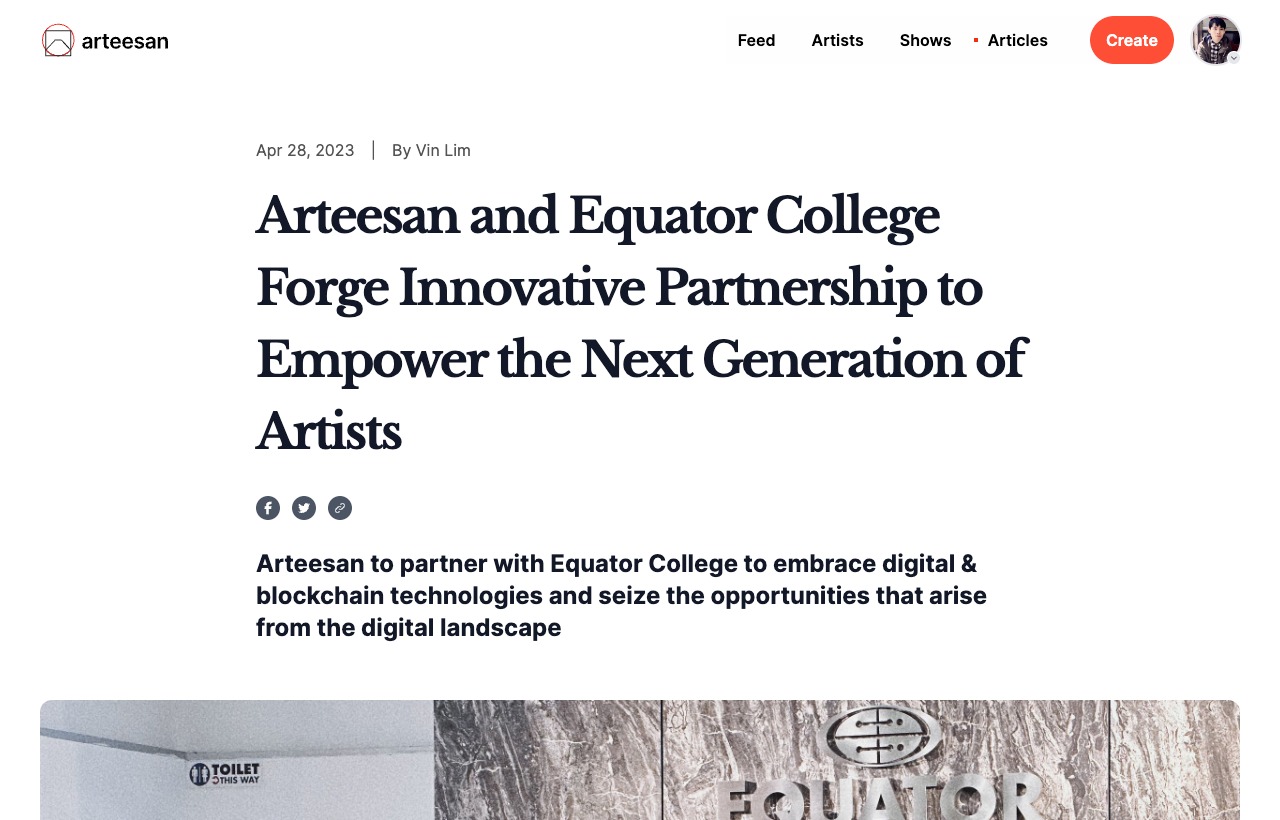 arteesan
Feed Artists Shows Articles Create
Apr 28, 2023 | By Vin Lim
Arteesan and Equator College
Forge Innovative Partnership to
Empower the Next Generation of
Artists
Arteesan to partner with Equator College to embrace digital &
blockchain technologies and seize the opportunities that arise
from the digital landscape
TOILET
THIS WAY
EQUATOR